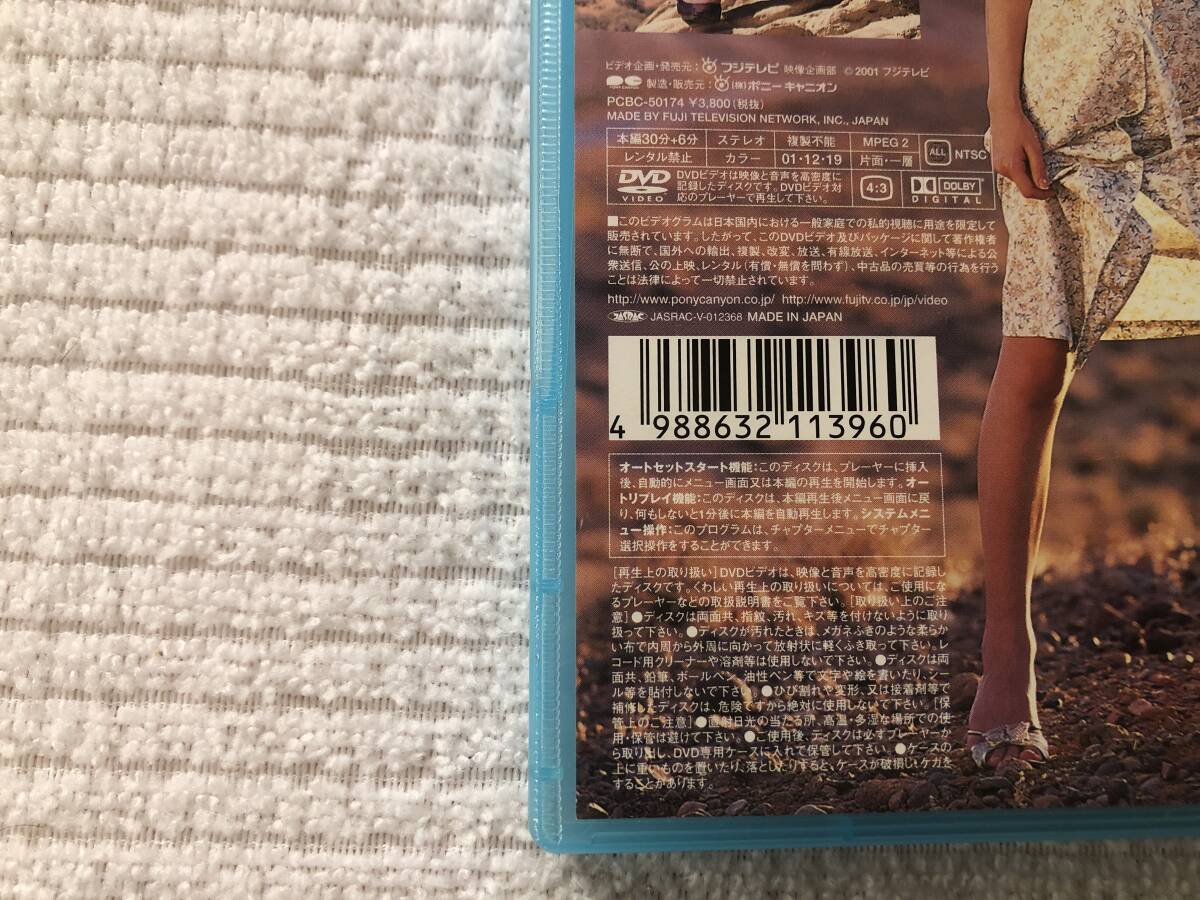 ビデオ企画・発売元: フジテレビ 映像企画部 ©2001 フジテレビ
PONY CANYON 製造・販売元: (株)ポニーキャニオン
PCBC-50174 ¥3,800(税抜)
MADE BY FUJI TELEVISION NETWORK, INC., JAPAN
本編30分+6分 ステレオ 複製不能 MPEG 2 ALL NTSC
レンタル禁止 カラー 01・12・19 片面・一層
DVD VIDEO DVDビデオは映像と音声を高密度に 4:3 DOLBY DIGITAL
記録したディスクです。DVDビデオ対
応のプレーヤーで再生して下さい。
■このビデオグラムは日本国内における一般家庭での私的視聴に用途を限定して
販売されています。したがって、このDVDビデオ及びパッケージに関して著作権者
に無断で、国外への輸出、複製、改変、放送、有線放送、インターネット等による公
衆送信、公の上映、レンタル(有償・無償を問わず)、中古品の売買等の行為を行う
ことは法律によって一切禁止されています。
http://www.ponycanyon.co.jp/ http://www.fujitv.co.jp/jp/video
JASRAC JASRAC-V-012368 MADE IN JAPAN
4 988632 113960
オートセットスタート機能:このディスクは、プレーヤーに挿入
後、自動的にメニュー画面又は本編の再生を開始します。オー
トリプレイ機能:このディスクは、本編再生後メニュー画面に戻
り、何もしないと1分後に本編を自動再生します。システムメニ
ュー操作:このプログラムは、チャプターメニューでチャプター
選択操作をすることができます。
[再生上の取り扱い]DVDビデオは、映像と音声を高密度に記録し
たディスクです。くわしい再生上の取り扱いについては、ご使用にな
るプレーヤーなどの取扱説明書をご覧下さい。[取り扱い上のご注
意]●ディスクは両面共、指紋、汚れ、キズ等を付けないように取り
扱って下さい。●ディスクが汚れたときは、メガネふきのような柔らか
い布で内周から外周に向かって放射状に軽くふき取って下さい。レ
コード用クリーナーや溶剤等は使用しないで下さい。●ディスクは両
面共、鉛筆、ボールペン、油性ペン等で文字や絵を書いたり、シー
ル等を貼付しないで下さい。●ひび割れや変形、又は接着剤等で
補修したディスクは、危険ですから絶対に使用しないで下さい。[保
管上のご注意]●直射日光の当たる所、高温・多湿な場所での使
用・保管は避けて下さい。●ご使用後、ディスクは必ずプレーヤーか
ら取り出し、DVD専用ケースに入れて保管して下さい。●ケースの
上に重いものを置いたり、落としたりすると、ケースが破損し、ケガを
することがあります。